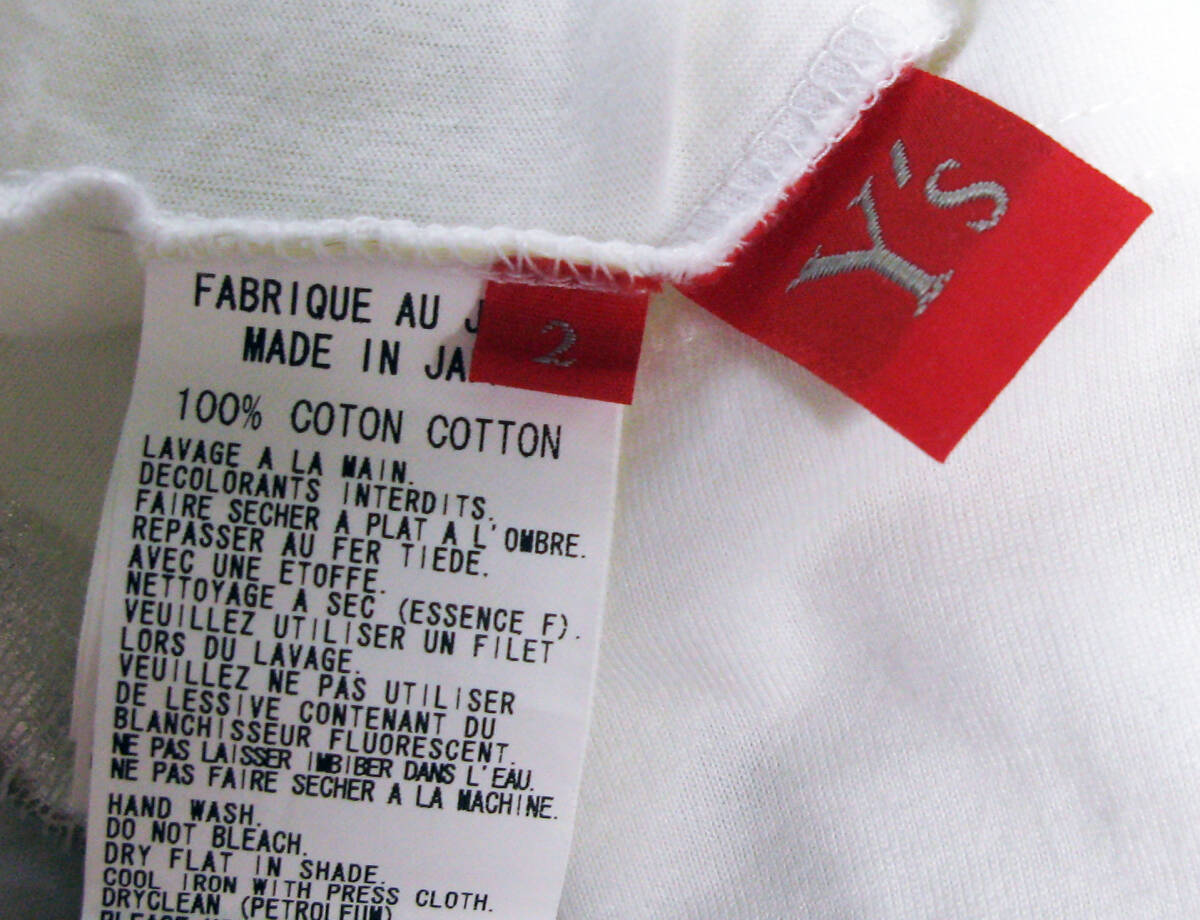 Y's
2
FABRIQUE AU
MADE IN
100% COTON COTTON
LAVAGE A LA MAIN.
DECOLORANTS INTERDITS.
FAIRE SECHER A PLAT A L'OMBRE.
REPASSER AU FER TIEDE.
AVEC UNE ETOFFE.
NETTOYAGE A SEC (ESSENCE F).
VEUILLEZ UTILISER UN FILET
LORS DU LAVAGE.
VEUILLEZ NE PAS UTILISER
DE LESSIVE CONTENANT DU
BLANCHISSEUR FLUORESCENT.
NE PAS LAISSER IMBIBER DANS L'EAU.
NE PAS FAIRE SECHER A LA MACHINE.
HAND WASH.
DO NOT BLEACH.
DRY FLAT IN SHADE.
COOL IRON WITH PRESS CLOTH.
DRYCLEAN (PETROLEUM)